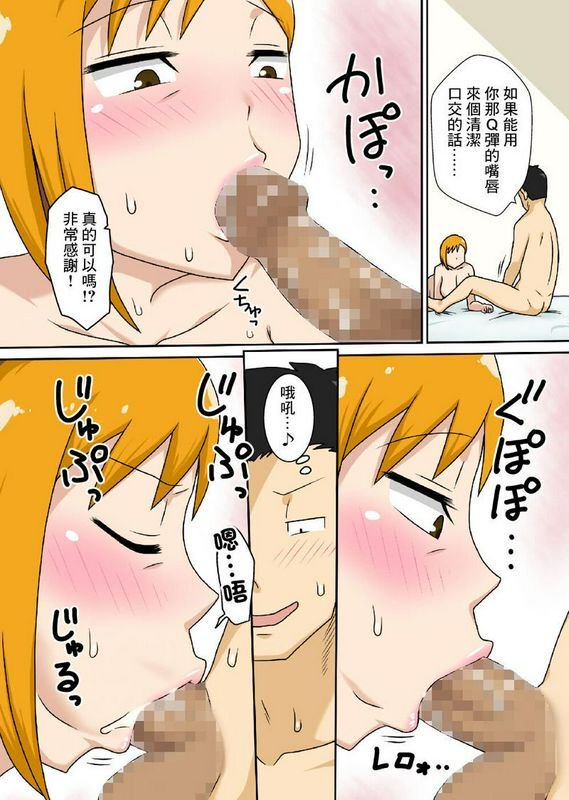 如果能用
你那Ｑ彈的嘴唇
來個清潔
口交的話……
かぽっ…
真的可以嗎!?
非常感謝！
くちゅっ
ぐぽぽ…
レロ*‥
哦吼…♪
じゅぷっ
じゅぷっ
嗯…唔
じゅるっ